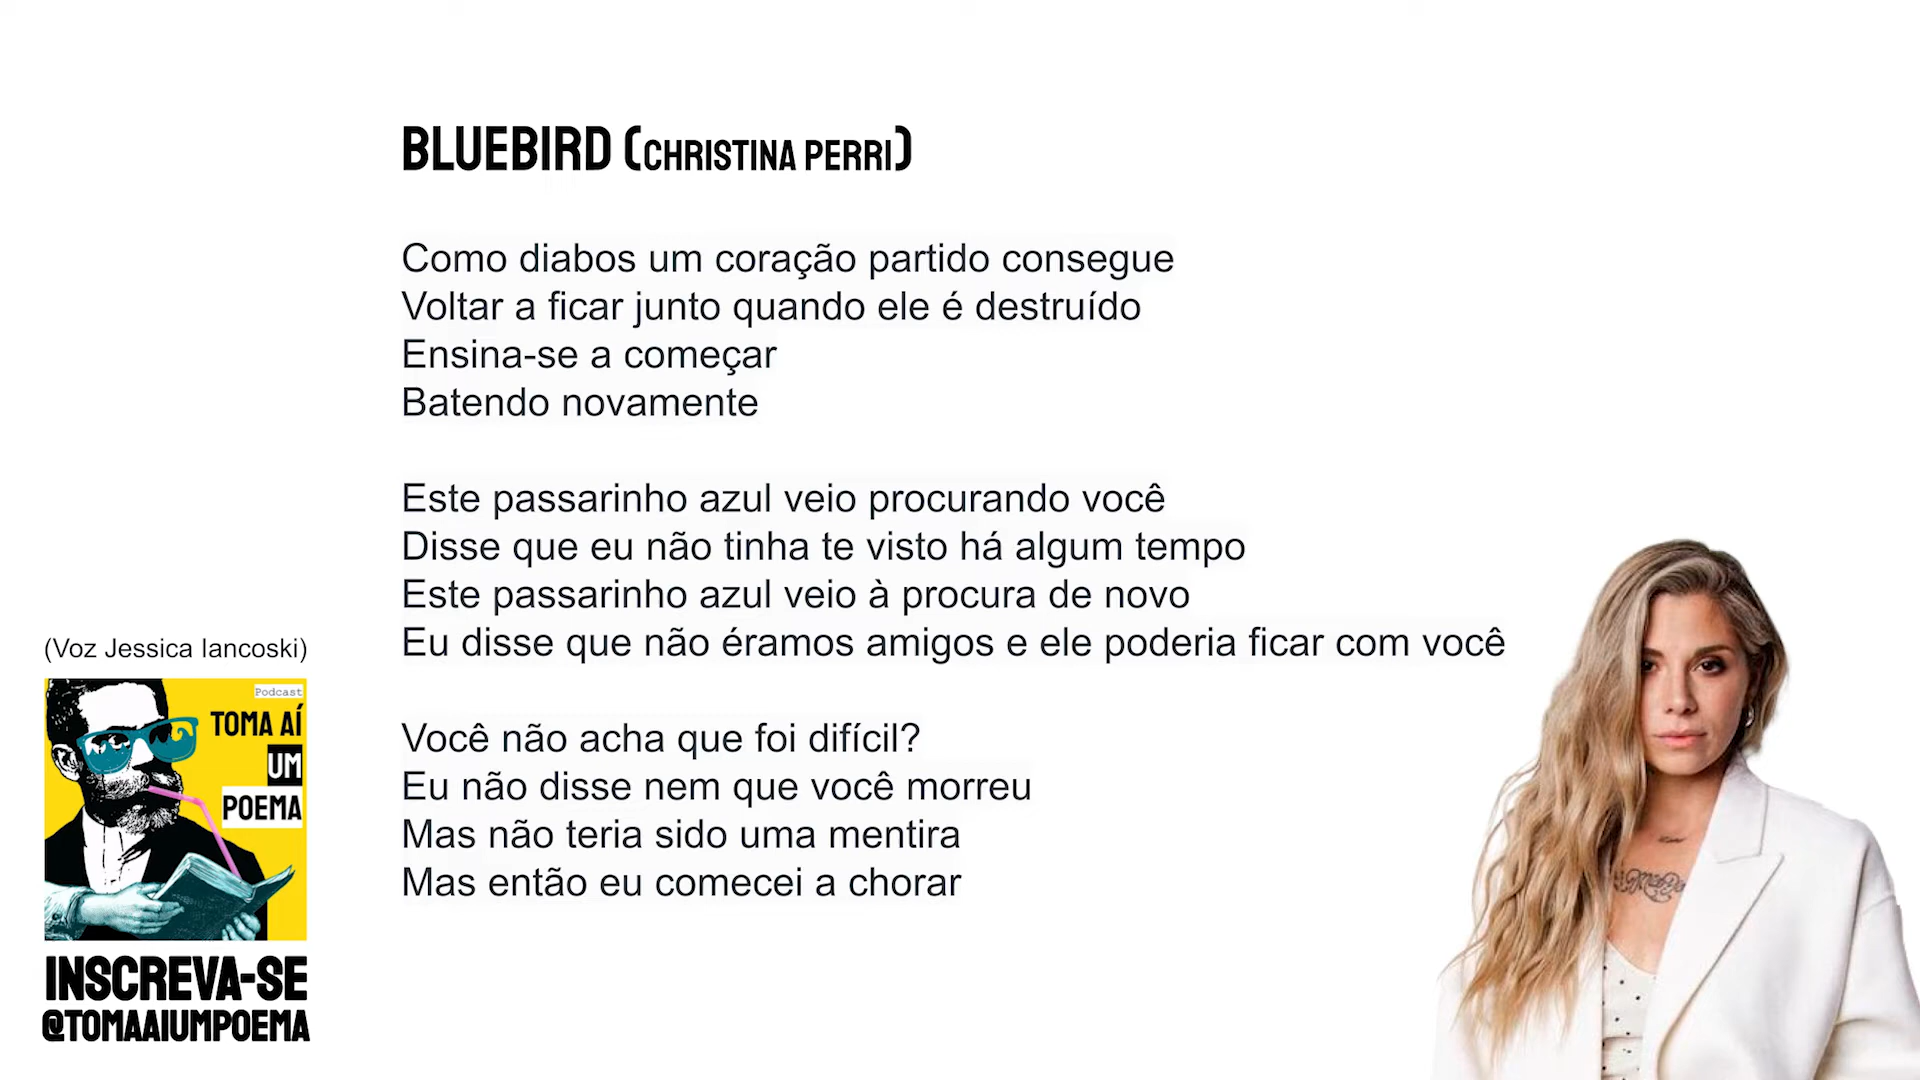 BLUEBIRD (CHRISTINA PERRI)
Como diabos um coração partido consegue
Voltar a ficar junto quando ele é destruído
Ensina-se a começar
Batendo novamente
Este passarinho azul veio procurando você
Disse que eu não tinha te visto há algum tempo
Este passarinho azul veio à procura de novo
Eu disse que não éramos amigos e ele poderia ficar com você
Você não acha que foi difícil?
Eu não disse nem que você morreu
Mas não teria sido uma mentira
Mas então eu comecei a chorar
(Voz Jessica Iancoski)
Podcast
TOMA AÍ
UM
POEMA
INSCREVA-SE
@TOMAAIUMPOEMA